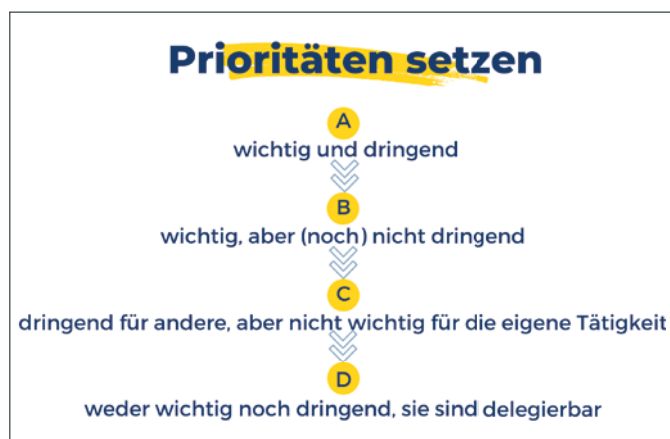 Prioritäten setzen
A
wichtig und dringend
B
wichtig, aber (noch) nicht dringend
C
dringend für andere, aber nicht wichtig für die eigene Tätigkeit
D
weder wichtig noch dringend, sie sind delegierbar